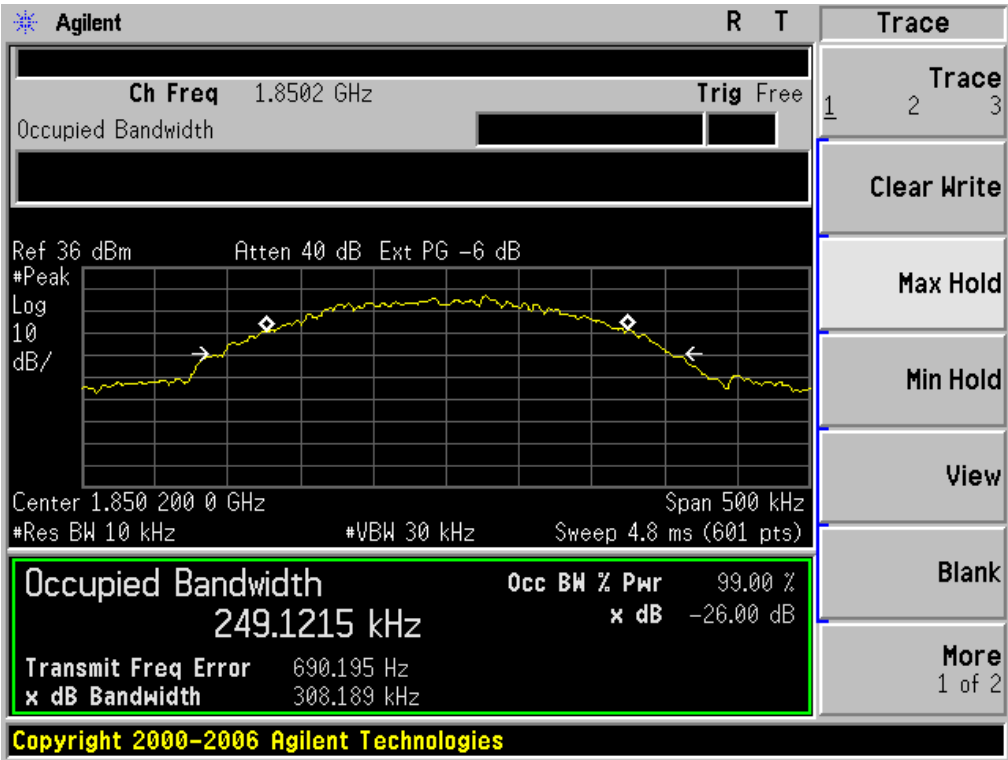 Agilent R T
Ch Freq 1.8502 GHz Trig Free
Occupied Bandwidth
Ref 36 dBm Atten 40 dB Ext PG -6 dB
#Peak
Log
10
dB/
Center 1.850 200 0 GHz Span 500 kHz
#Res BW 10 kHz #VBW 30 kHz Sweep 4.8 ms (601 pts)
Occupied Bandwidth Occ BW % Pwr 99.00 %
249.1215 kHz x dB -26.00 dB
Transmit Freq Error 690.195 Hz
x dB Bandwidth 308.189 kHz
Copyright 2000-2006 Agilent Technologies
Trace
Trace
1 2 3
Clear Write
Max Hold
Min Hold
View
Blank
More
1 of 2